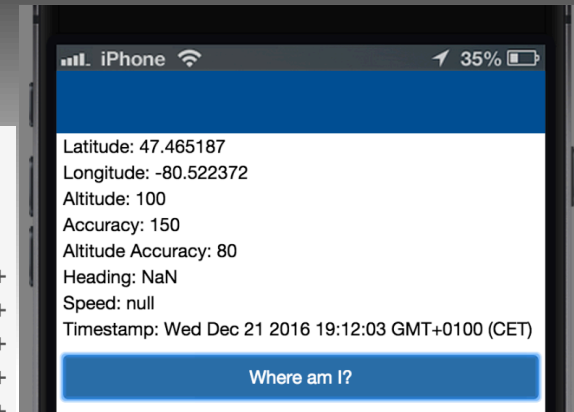 iPhone 35%
Latitude: 47.465187
Longitude: -80.522372
Altitude: 100
Accuracy: 150
Altitude Accuracy: 80
Heading: NaN
Speed: null
Timestamp: Wed Dec 21 2016 19:12:03 GMT+0100 (CET)
Where am I?
+
+
+
+
+